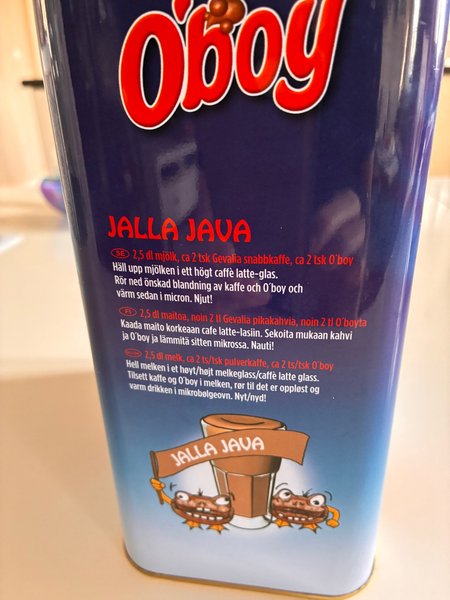 O'boy
JALLA JAVA
SE 2,5 dl mjölk, ca 2 tsk Gevalia snabbkaffe, ca 2 tsk O'boy
Häll upp mjölken i ett högt caffè latte-glas.
Rör ned önskad blandning av kaffe och O'boy och
värm sedan i micron. Njut!
FI 2,5 dl maitoa, noin 2 tl Gevalia pikakahvia, noin 2 tl O'boyta
Kaada maito korkeaan cafe latte-lasiin. Sekoita mukaan kahvi
ja O'boy ja lämmitä sitten mikrossa. Nauti!
2,5 dl melk, ca 2 ts/tsk pulverkaffe, ca 2 ts/tsk O'boy
Hell melken i et høyt/højt melkeglass/caffè latte glass.
Tilsett kaffe og O'boy i melken, rør til det er oppløst og
varm drikken i mikrobølgeovn. Nyt/nyd!
JALLA JAVA